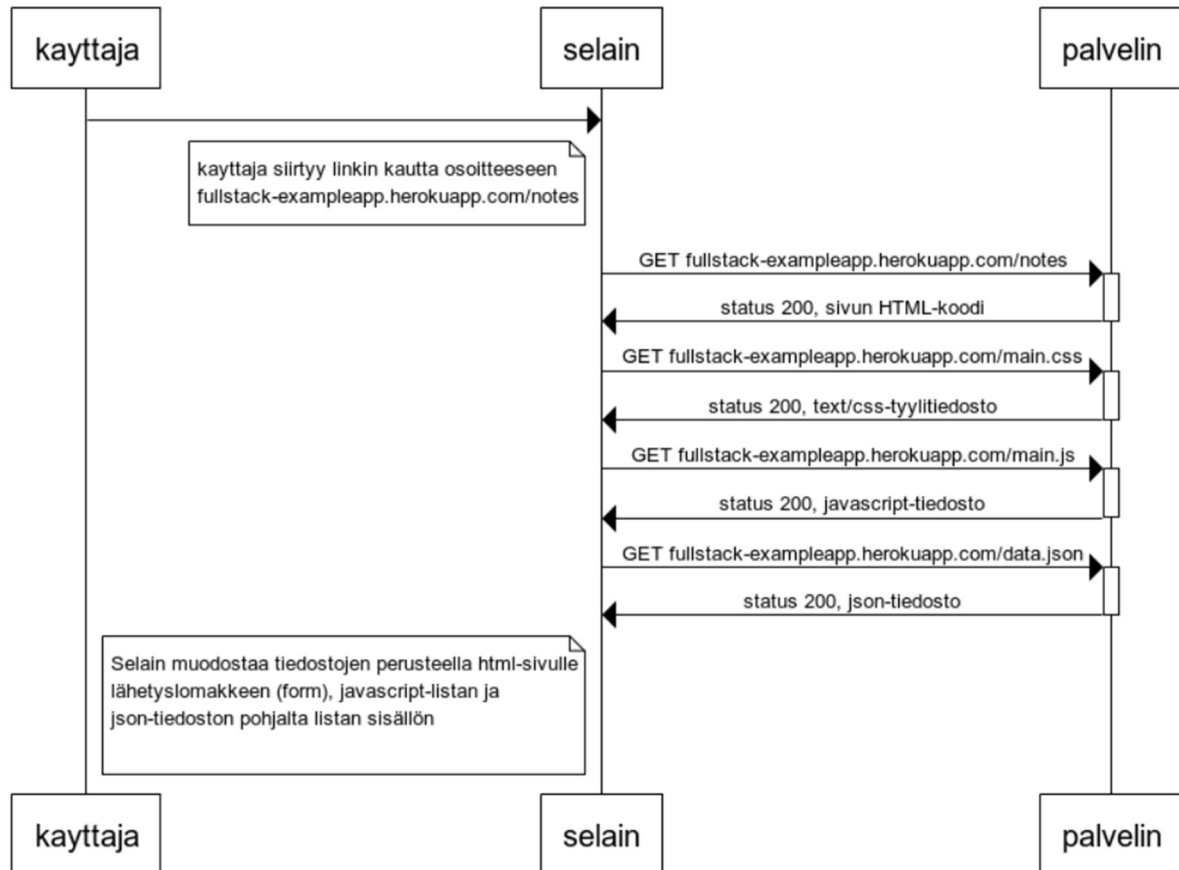 kayttaja
selain
palvelin
kayttaja siirtyy linkin kautta osoitteeseen
fullstack-exampleapp.herokuapp.com/notes
GET fullstack-exampleapp.herokuapp.com/notes
status 200, sivun HTML-koodi
GET fullstack-exampleapp.herokuapp.com/main.css
status 200, text/css-tyylitiedosto
GET fullstack-exampleapp.herokuapp.com/main.js
status 200, javascript-tiedosto
GET fullstack-exampleapp.herokuapp.com/data.json
status 200, json-tiedosto
Selain muodostaa tiedostojen perusteella html-sivulle
lähetyslomakkeen (form), javascript-listan ja
json-tiedoston pohjalta listan sisällön
kayttaja
selain
palvelin